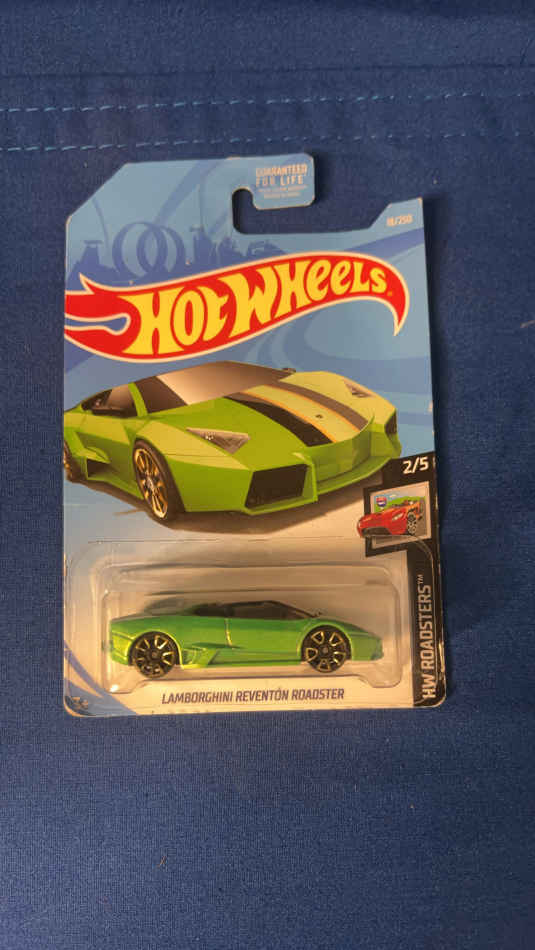 GUARANTEED
FOR LIFE
HOT WHEELS
2/5
HW ROADSTERS™
LAMBORGHINI REVENTÓN ROADSTER